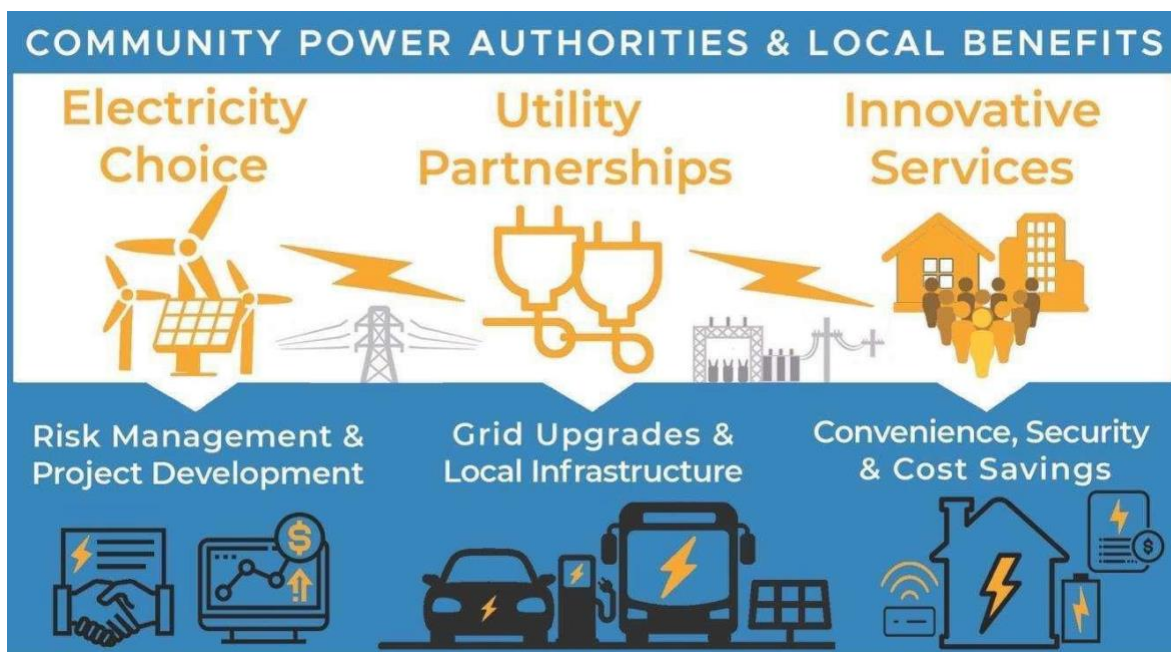 COMMUNITY POWER AUTHORITIES & LOCAL BENEFITS
Electricity
Choice
Utility
Partnerships
Innovative
Services
Risk Management &
Project Development
Grid Upgrades &
Local Infrastructure
Convenience, Security
& Cost Savings
$
$